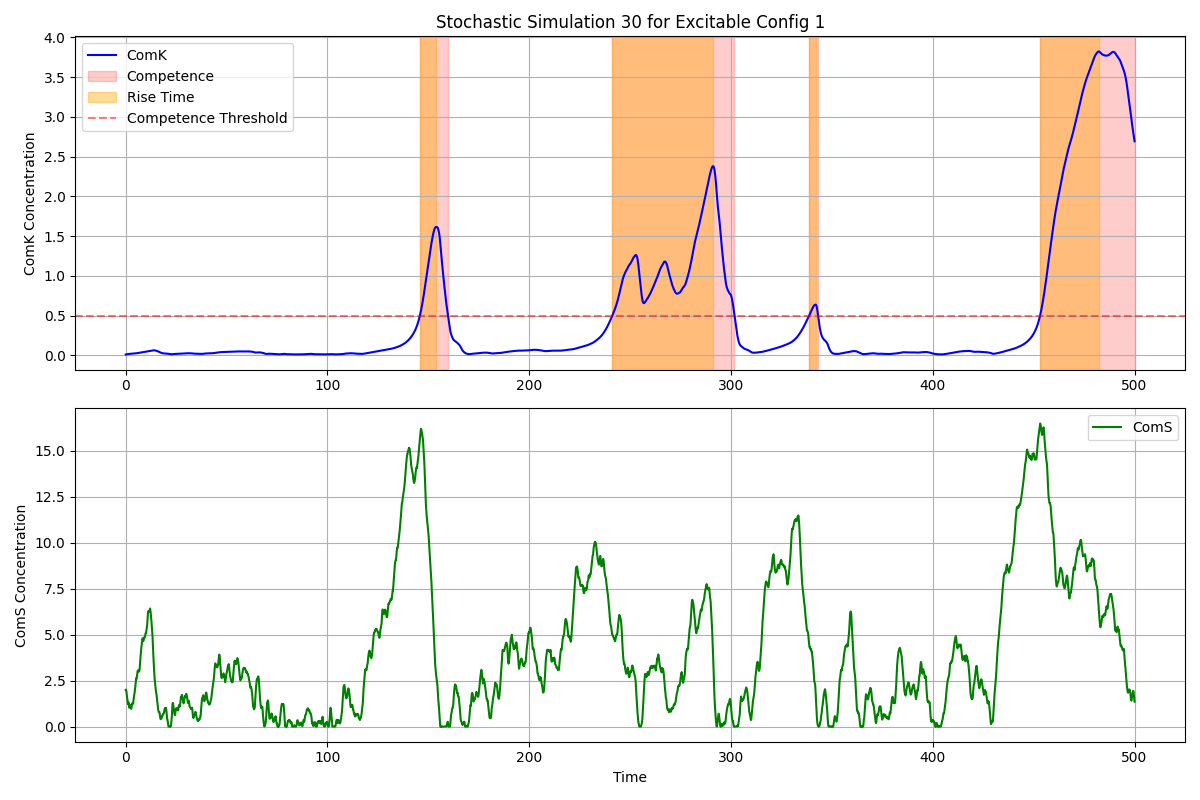 Stochastic Simulation 30 for Excitable Config 1
ComK Concentration
4.0
3.5
3.0
2.5
2.0
1.5
1.0
0.5
0.0
ComK
Competence
Rise Time
Competence Threshold
0 100 200 300 400 500
ComS Concentration
15.0
12.5
10.0
7.5
5.0
2.5
0.0
ComS
0 100 200 300 400 500
Time